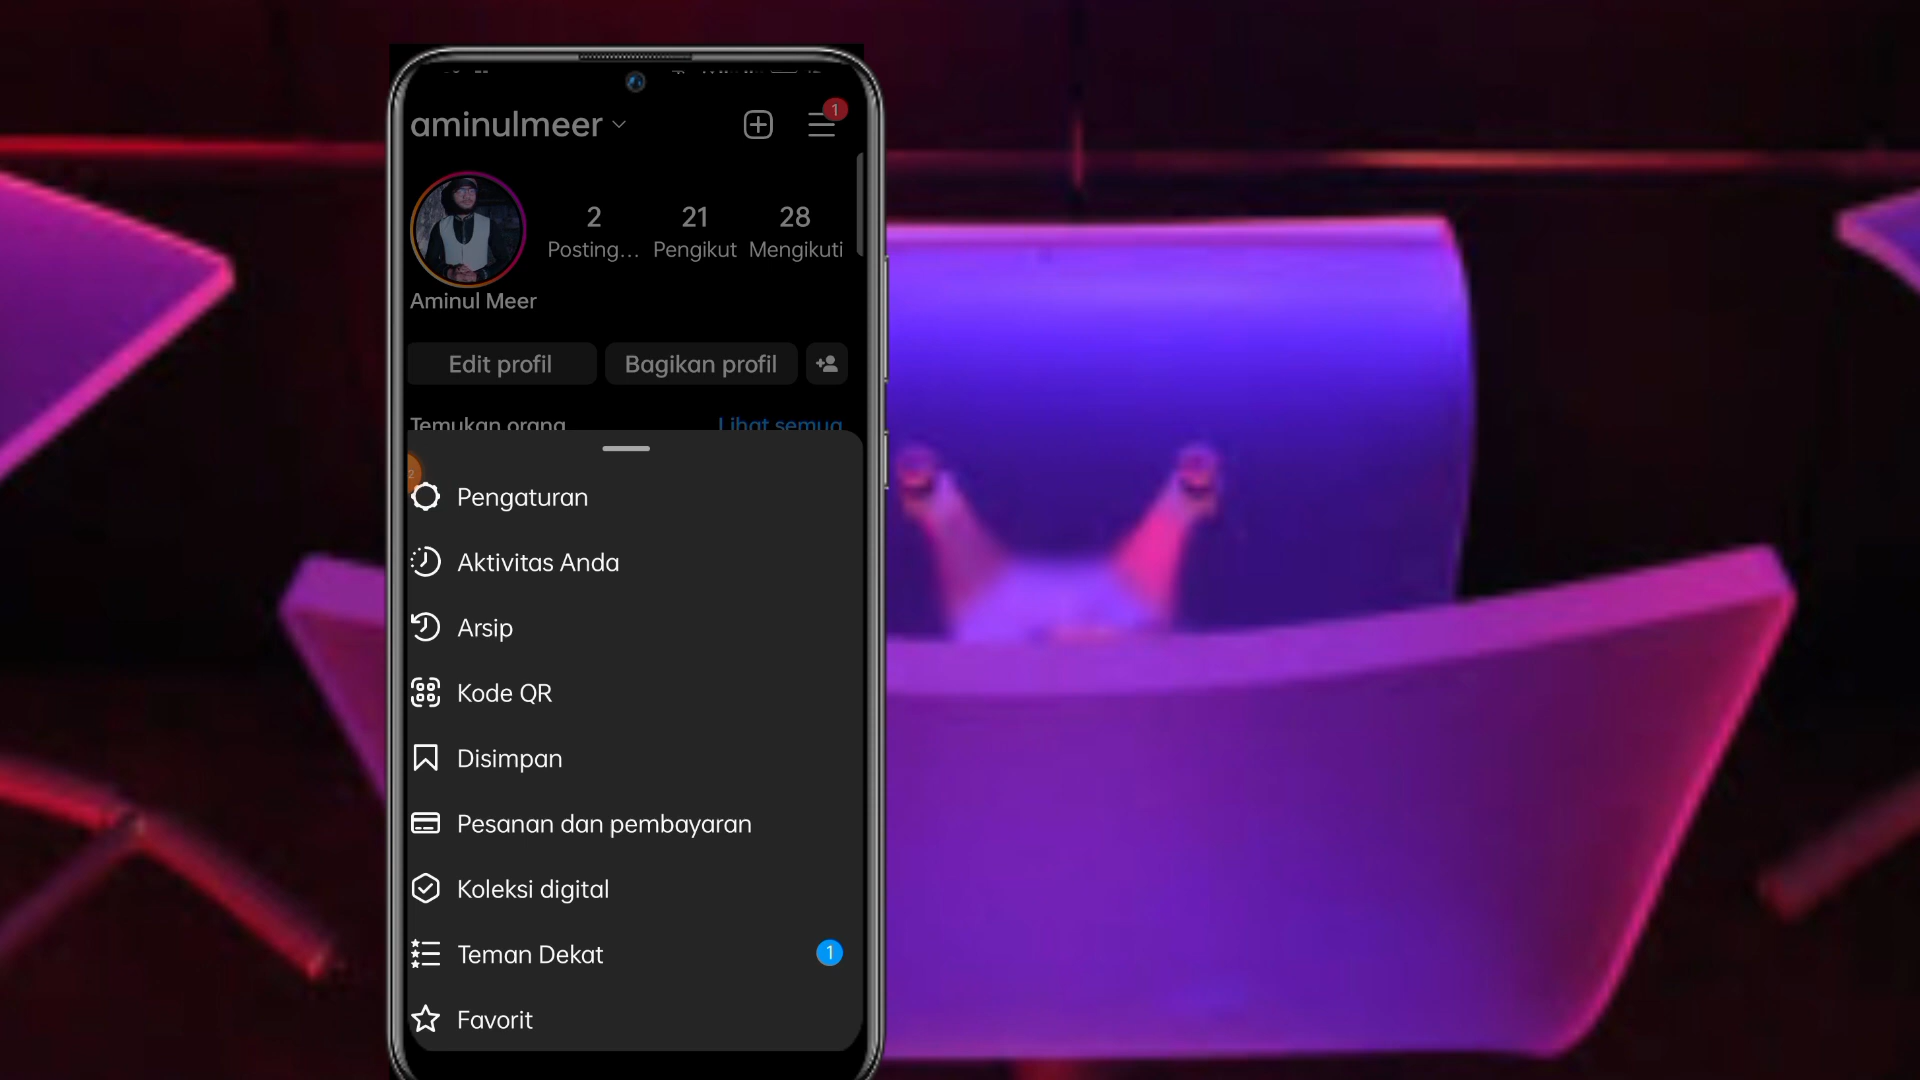 aminulmeer
1
2 21 28
Posting... Pengikut Mengikuti
Aminul Meer
Edit profil Bagikan profil
Temukan orang Lihat semua
2
Pengaturan
Aktivitas Anda
Arsip
Kode QR
Disimpan
Pesanan dan pembayaran
Koleksi digital
Teman Dekat 1
Favorit